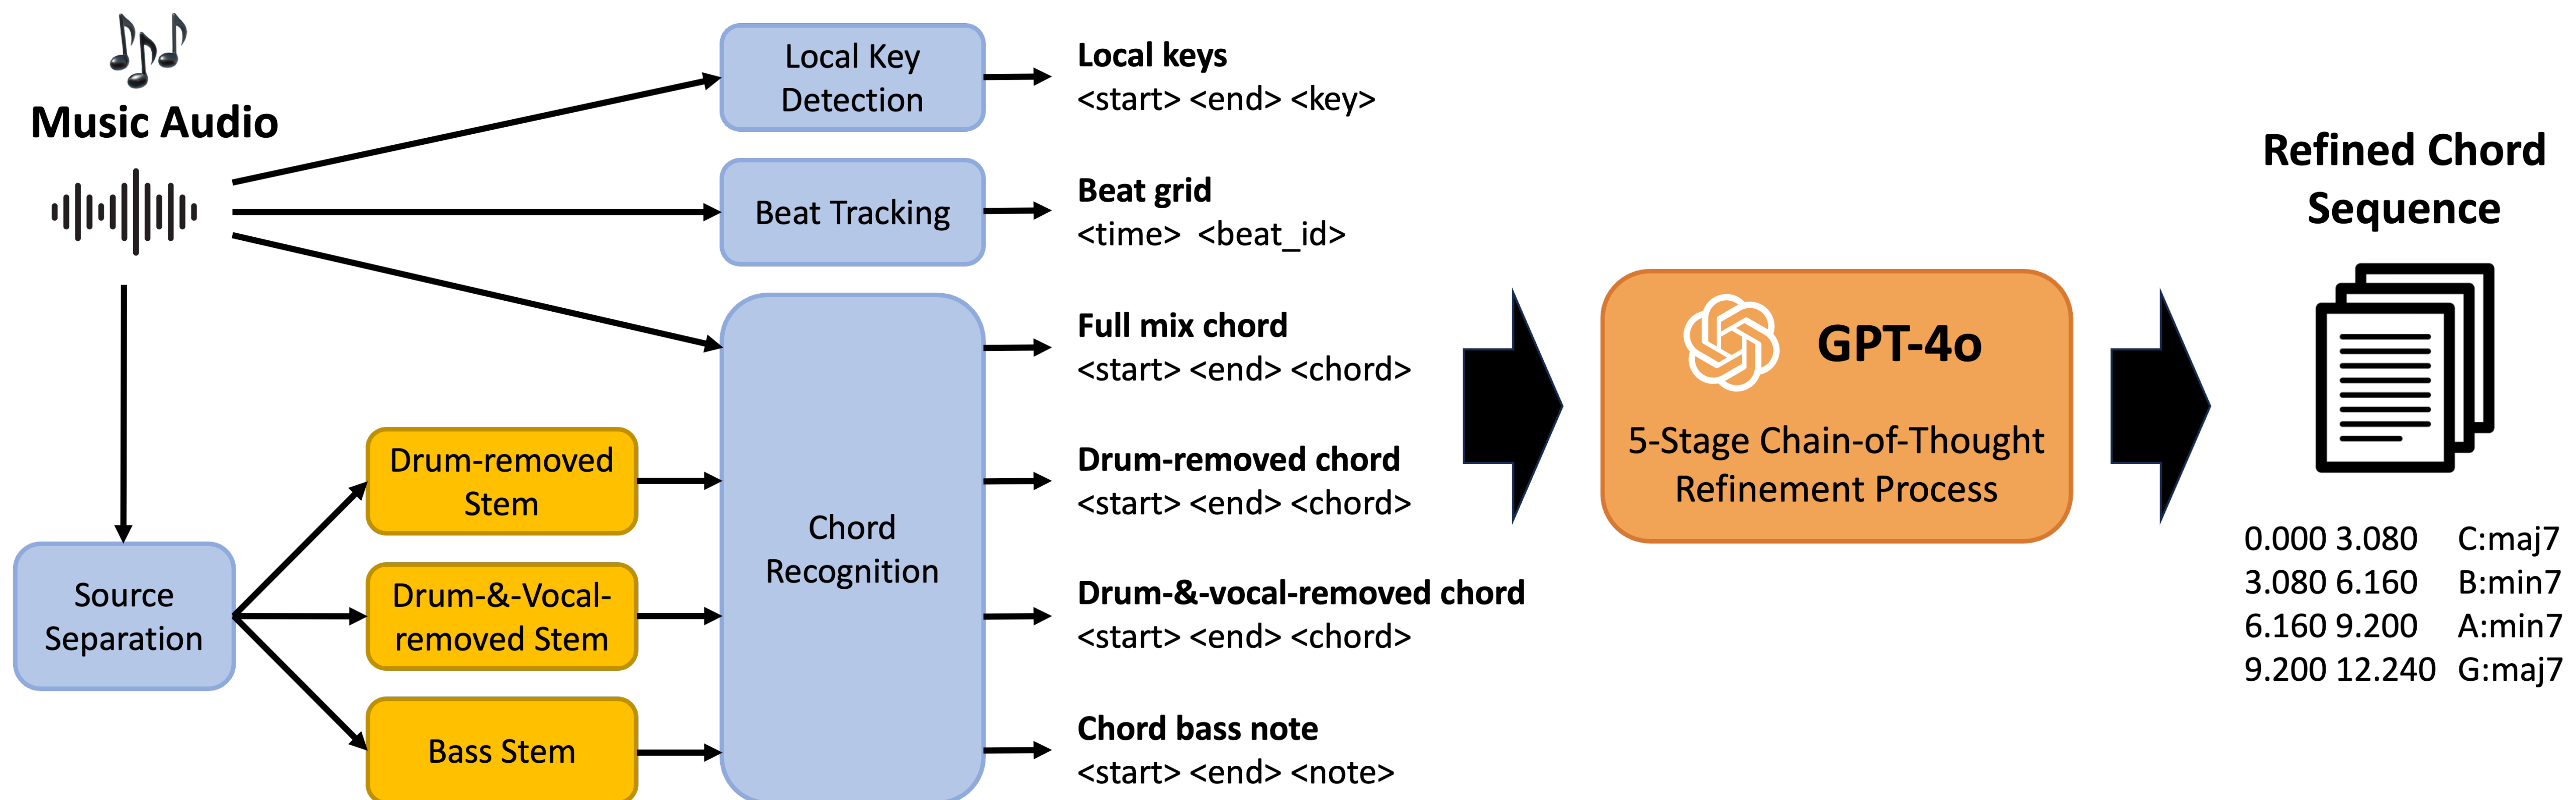 Music Audio
Local Key
Detection
Local keys
<start> <end> <key>
Beat Tracking
Beat grid
<time> <beat_id>
Chord
Recognition
Full mix chord
<start> <end> <chord>
Source
Separation
Drum-removed
Stem
Drum-removed chord
<start> <end> <chord>
Drum-&-Vocal-
removed Stem
Drum-&-vocal-removed chord
<start> <end> <chord>
Bass Stem
Chord bass note
<start> <end> <note>
GPT-4o
5-Stage Chain-of-Thought
Refinement Process
Refined Chord
Sequence
0.000 3.080 C:maj7
3.080 6.160 B:min7
6.160 9.200 A:min7
9.200 12.240 G:maj7